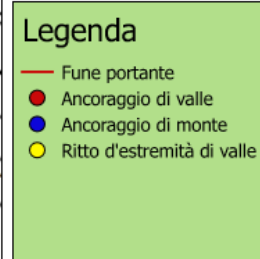 Legenda
Fune portante
Ancoraggio di valle
Ancoraggio di monte
Ritto d'estremità di valle